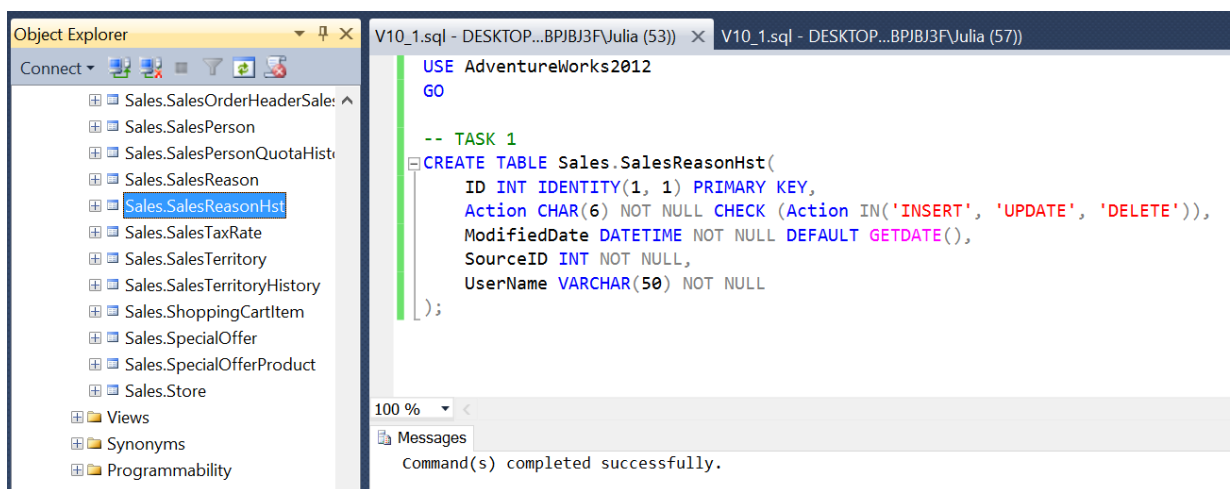 Object Explorer
Connect
Sales.SalesOrderHeaderSales
Sales.SalesPerson
Sales.SalesPersonQuotaHist
Sales.SalesReason
Sales.SalesReasonHst
Sales.SalesTaxRate
Sales.SalesTerritory
Sales.SalesTerritoryHistory
Sales.ShoppingCartItem
Sales.SpecialOffer
Sales.SpecialOfferProduct
Sales.Store
Views
Synonyms
Programmability
V10_1.sql - DESKTOP...BPJBJ3F\Julia (53)) V10_1.sql - DESKTOP...BPJBJ3F\Julia (57))
USE AdventureWorks2012
GO
-- TASK 1
CREATE TABLE Sales.SalesReasonHst(
ID INT IDENTITY(1, 1) PRIMARY KEY,
Action CHAR(6) NOT NULL CHECK (Action IN('INSERT', 'UPDATE', 'DELETE')),
ModifiedDate DATETIME NOT NULL DEFAULT GETDATE(),
SourceID INT NOT NULL,
UserName VARCHAR(50) NOT NULL
);
100 %
Messages
Command(s) completed successfully.